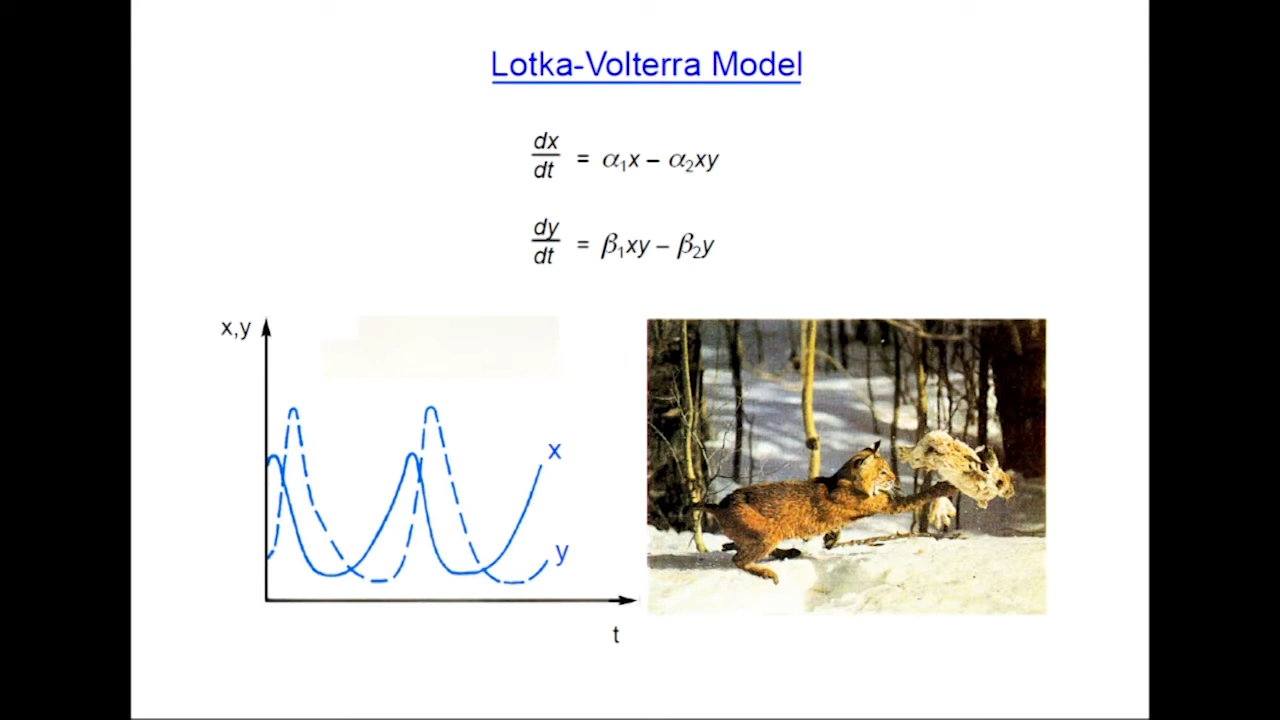 Lotka-Volterra Model
dx/dt = α₁x – α₂xy
dy/dt = β₁xy – β₂y
x,y
x
y
t